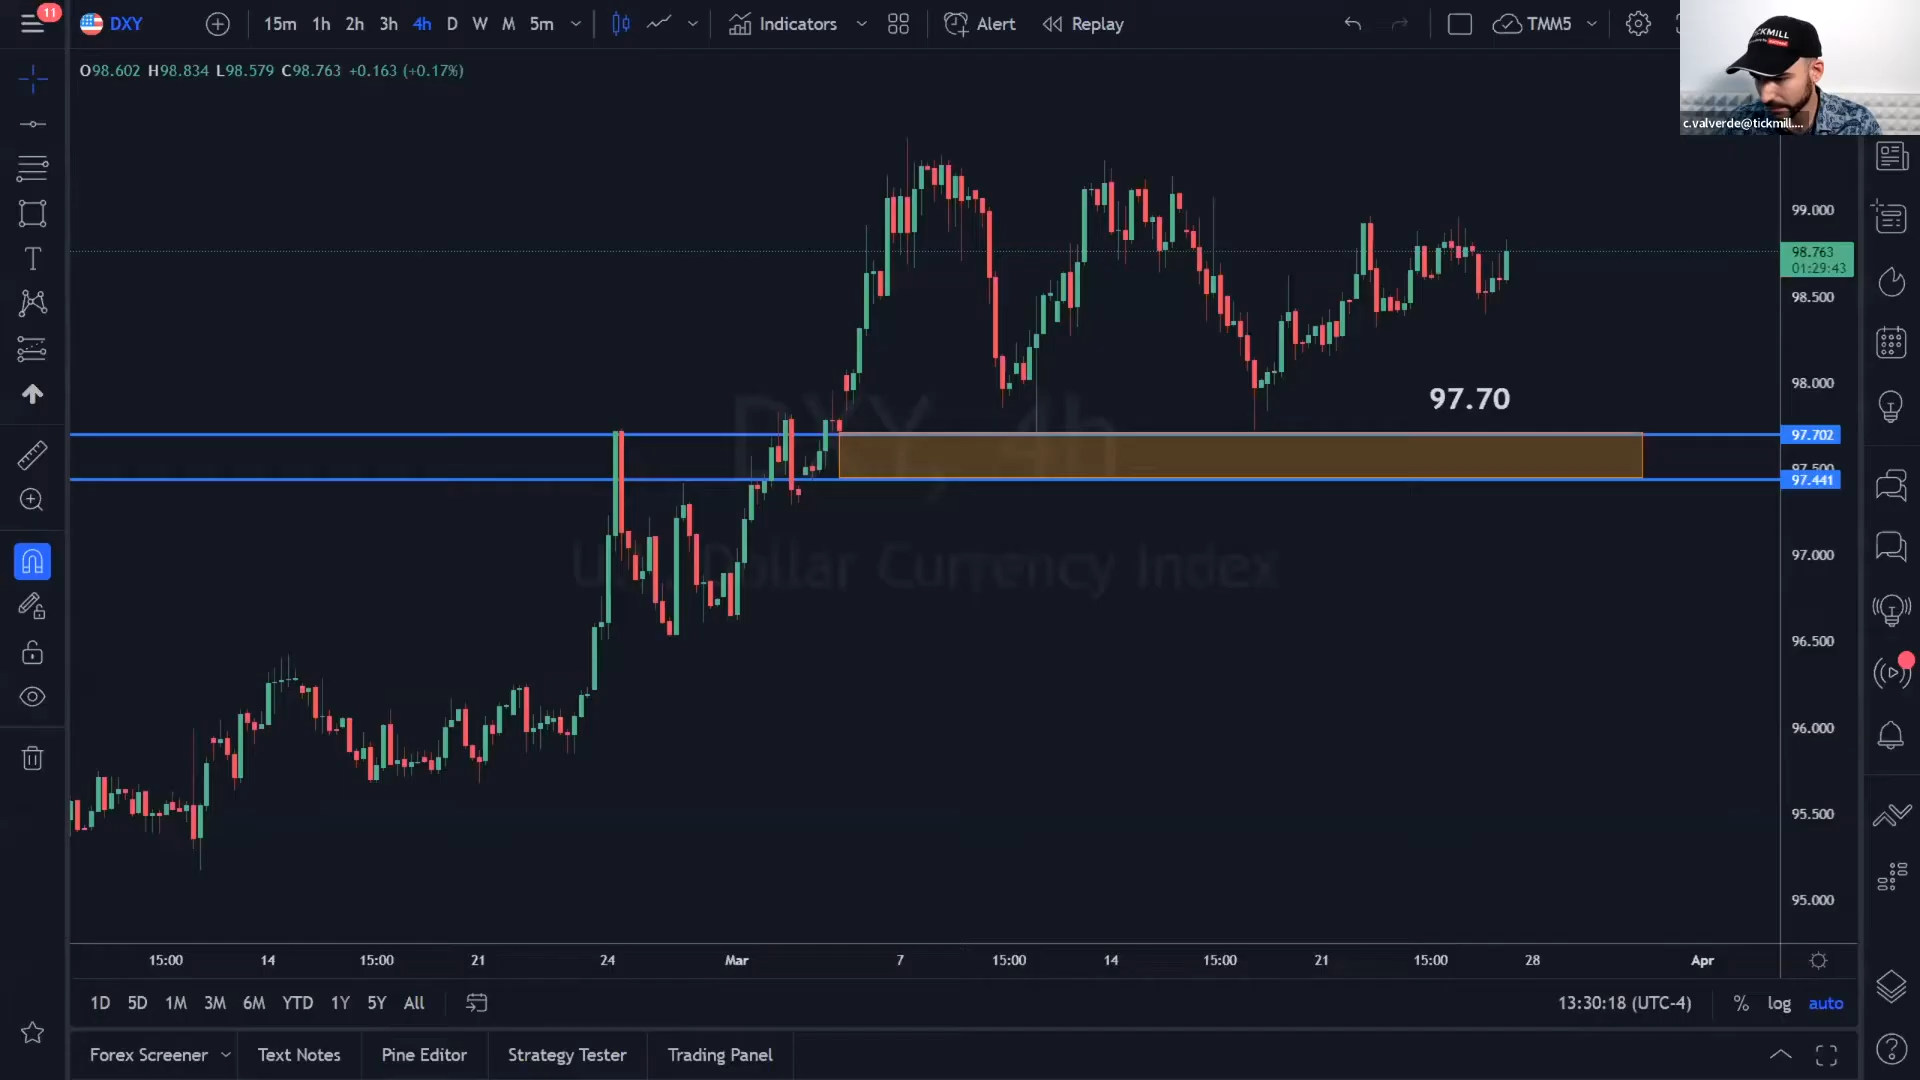 11
DXY
15m 1h 2h 3h 4h D W M 5m
Indicators
Alert
Replay
TMM5
TICKMILL
c.valverde@tickmill....
O98.602 H98.834 L98.579 C98.763 +0.163 (+0.17%)
99.000
98.763
01:29:43
98.500
98.000
97.70
97.702
97.500
97.441
97.000
96.500
96.000
95.500
95.000
DXY, 4h
U.S. Dollar Currency Index
15:00 14 15:00 21 24 Mar 7 15:00 14 15:00 21 15:00 28 Apr
1D 5D 1M 3M 6M YTD 1Y 5Y All
13:30:18 (UTC-4) % log auto
Forex Screener Text Notes Pine Editor Strategy Tester Trading Panel